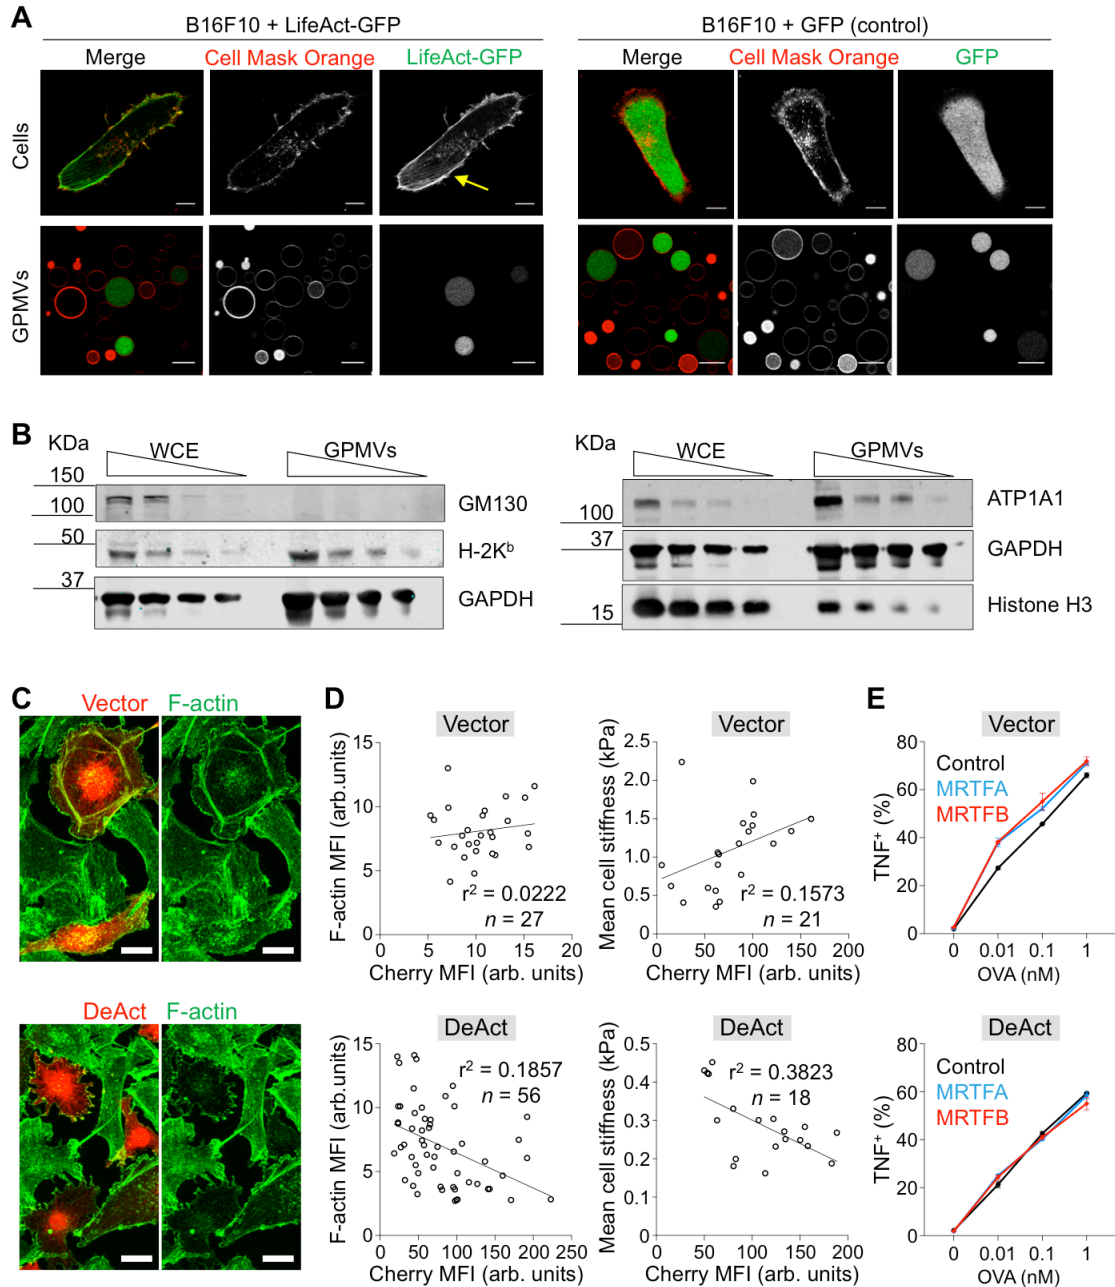 A
B16F10 + LifeAct-GFP
B16F10 + GFP (control)
Merge Cell Mask Orange LifeAct-GFP
Merge Cell Mask Orange GFP
Cells
GPMVs
B
KDa WCE GPMVs
150
100
50
37
GM130
H-2Kᵇ
GAPDH
KDa WCE GPMVs
100
37
15
ATP1A1
GAPDH
Histone H3
C
Vector F-actin
DeAct F-actin
D
Vector
F-actin MFI (arb.units)
15
10
5
0
r² = 0.0222
n = 27
0 5 10 15 20
Cherry MFI (arb. units)
Vector
Mean cell stiffness (kPa)
2.5
2.0
1.5
1.0
0.5
0
r² = 0.1573
n = 21
0 50 100 150 200
Cherry MFI (arb. units)
DeAct
F-actin MFI (arb.units)
15
10
5
0
r² = 0.1857
n = 56
0 50 100 150 200 250
Cherry MFI (arb. units)
DeAct
Mean cell stiffness (kPa)
0.5
0.4
0.3
0.2
0.1
0
r² = 0.3823
n = 18
0 50 100 150 200
Cherry MFI (arb. units)
E
Vector
TNF⁺ (%)
80
60
40
20
0
Control
MRTFA
MRTFB
0 0.01 0.1 1
OVA (nM)
DeAct
TNF⁺ (%)
80
60
40
20
0
Control
MRTFA
MRTFB
0 0.01 0.1 1
OVA (nM)